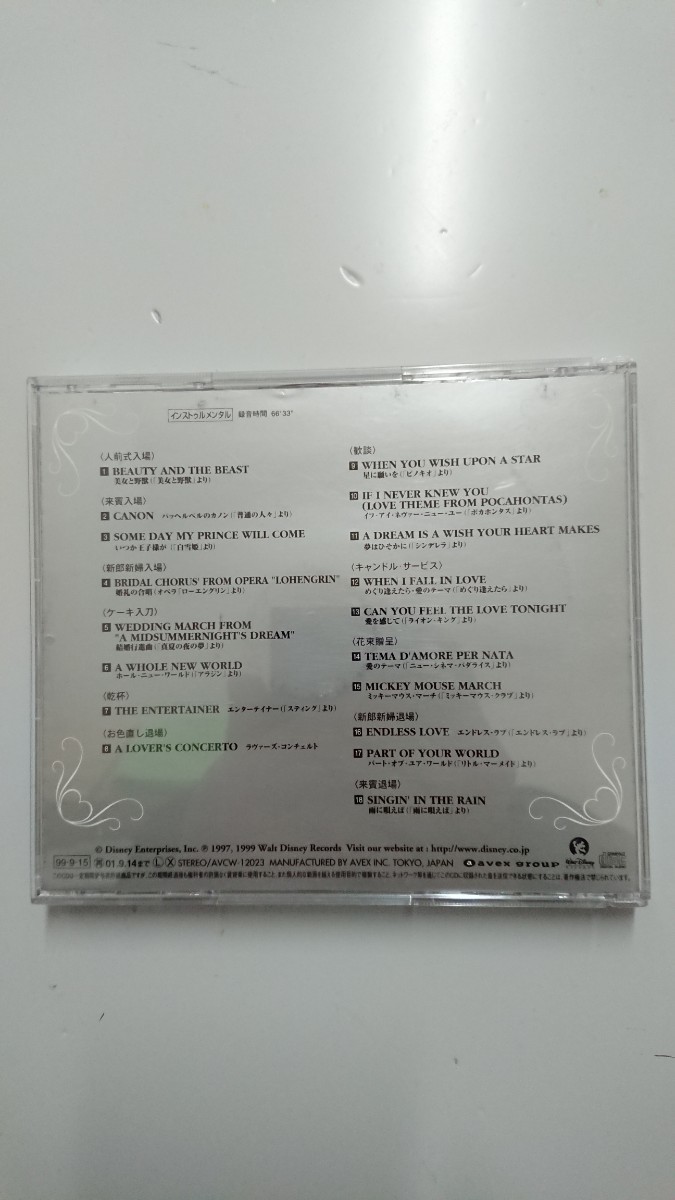 インストゥルメンタル 録音時間 66'33"
〈人前式入場〉
1 BEAUTY AND THE BEAST
美女と野獣(「美女と野獣」より)
〈来賓入場〉
2 CANON パッヘルベルのカノン(「普通の人々」より)
3 SOME DAY MY PRINCE WILL COME
いつか王子様が(「白雪姫」より)
〈新郎新婦入場〉
4 BRIDAL CHORUS' FROM OPERA "LOHENGRIN"
婚礼の合唱(オペラ「ローエングリン」より)
〈ケーキ入刀〉
5 WEDDING MARCH FROM
"A MIDSUMMERNIGHT'S DREAM"
結婚行進曲(「真夏の夜の夢」より)
6 A WHOLE NEW WORLD
ホール・ニュー・ワールド(「アラジン」より)
〈乾杯〉
7 THE ENTERTAINER エンターテイナー(「スティング」より)
〈お色直し退場〉
8 A LOVER'S CONCERTO ラヴァーズ・コンチェルト
〈歓談〉
9 WHEN YOU WISH UPON A STAR
星に願いを(「ピノキオ」より)
10 IF I NEVER KNEW YOU
(LOVE THEME FROM POCAHONTAS)
イフ・アイ・ネヴァー・ニュー・ユー(「ポカホンタス」より)
11 A DREAM IS A WISH YOUR HEART MAKES
夢はひそかに(「シンデレラ」より)
〈キャンドル・サービス〉
12 WHEN I FALL IN LOVE
めぐり逢えたら・愛のテーマ(「めぐり逢えたら」より)
13 CAN YOU FEEL THE LOVE TONIGHT
愛を感じて(「ライオン・キング」より)
〈花束贈呈〉
14 TEMA D'AMORE PER NATA
愛のテーマ(「ニュー・シネマ・パラダイス」より)
15 MICKEY MOUSE MARCH
ミッキーマウス・マーチ(「ミッキーマウス・クラブ」より)
〈新郎新婦退場〉
16 ENDLESS LOVE エンドレス・ラブ(「エンドレス・ラブ」より)
17 PART OF YOUR WORLD
パート・オブ・ユア・ワールド(「リトル・マーメイド」より)
〈来賓退場〉
18 SINGIN' IN THE RAIN
雨に唄えば(「雨に唄えば」より)
© Disney Enterprises, Inc. ℗ 1997, 1999 Walt Disney Records Visit our website at : http://www.disney.co.jp
99・9・15 再 01.9.14まで Ⓛ Ⓧ STEREO/AVCW-12023 MANUFACTURED BY AVEX INC. TOKYO, JAPAN avex group